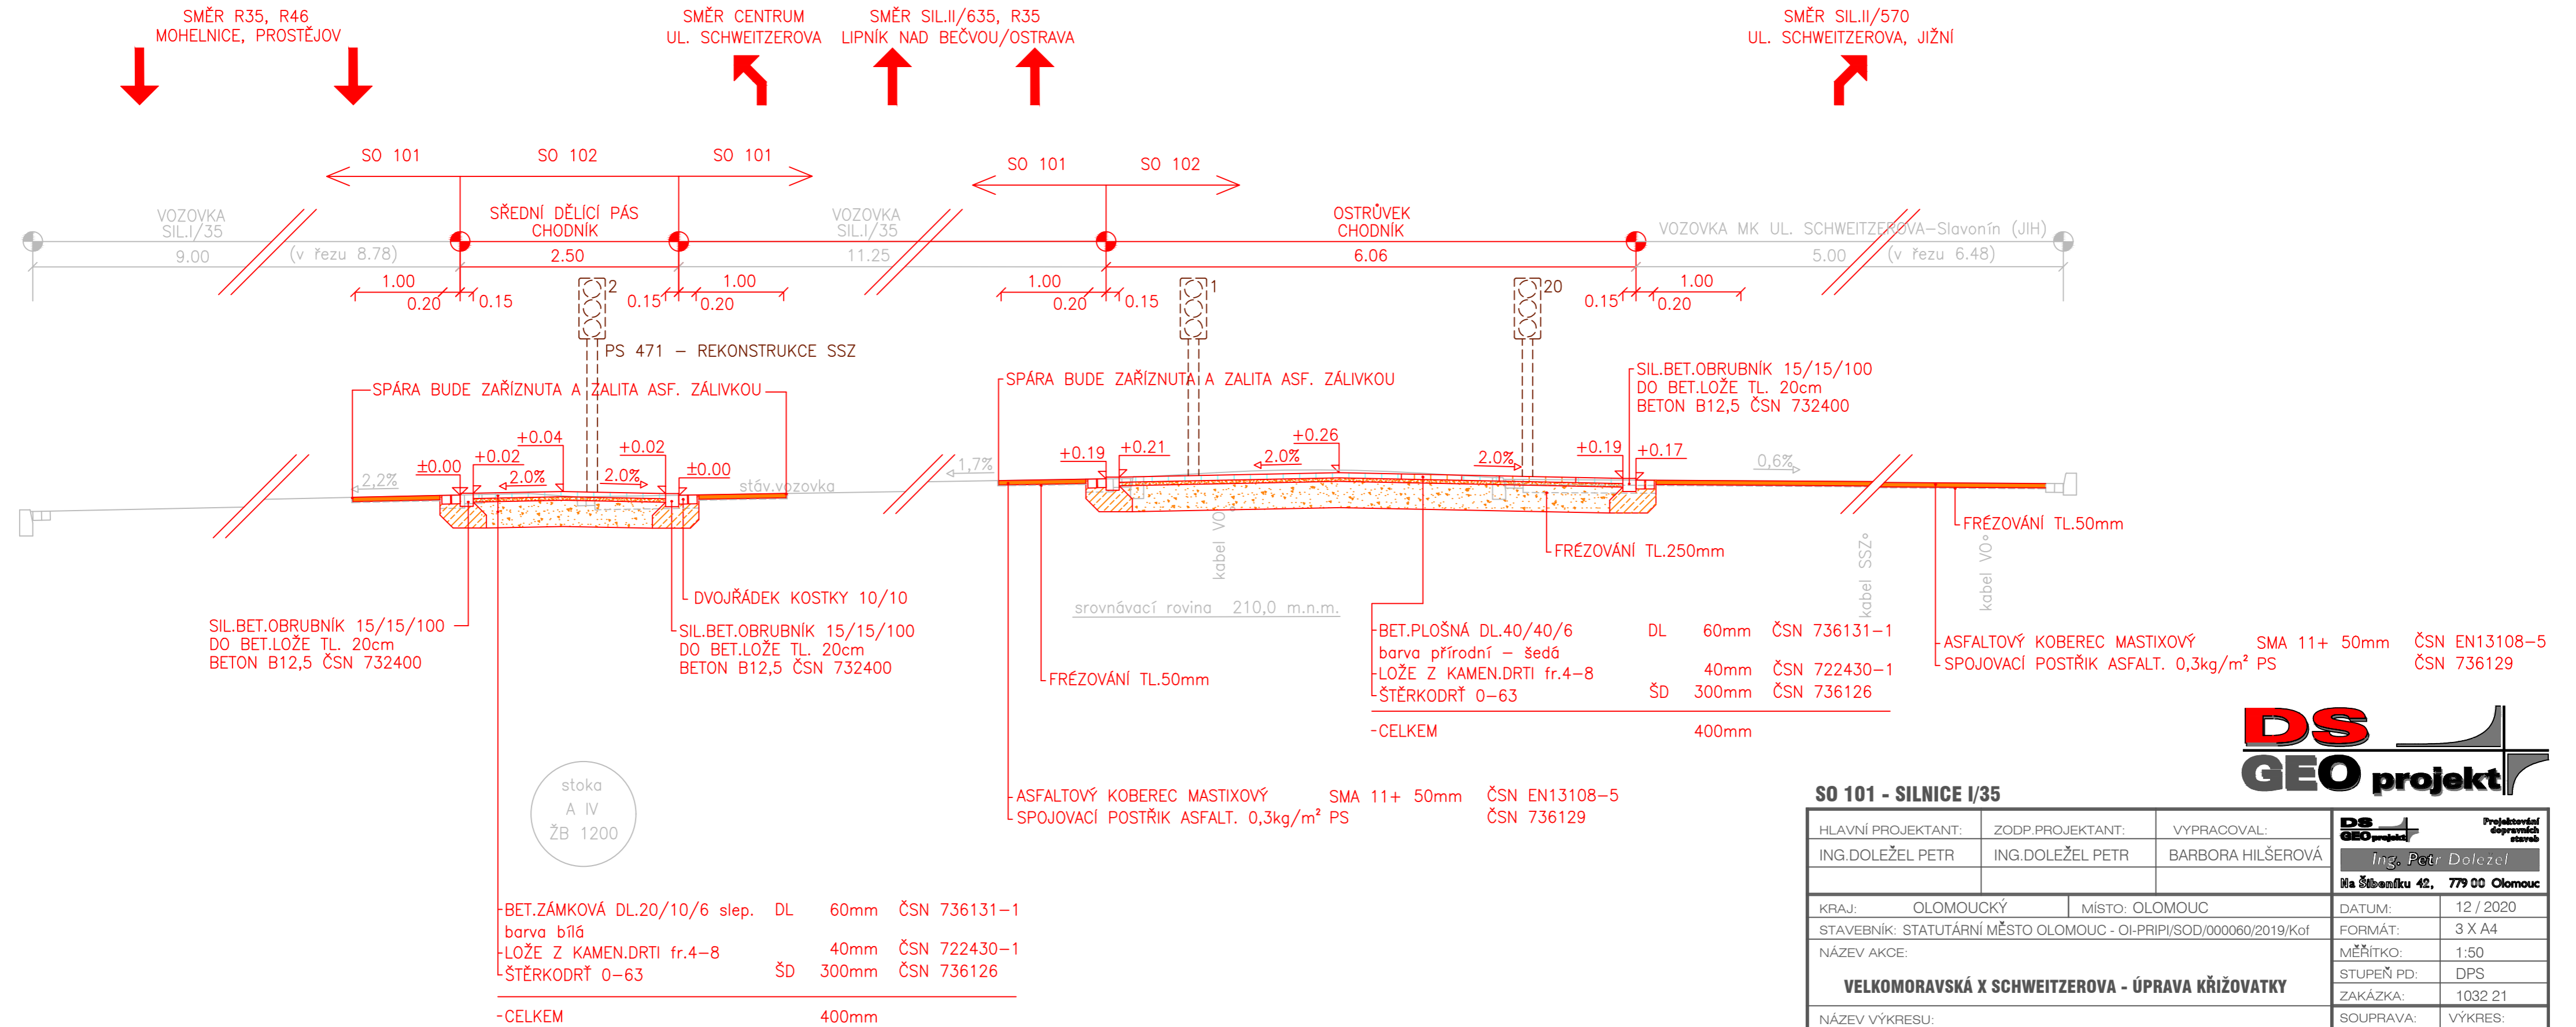 SMĚR R35, R46
MOHELNICE, PROSTĚJOV
SMĚR CENTRUM
UL. SCHWEITZEROVA
SMĚR SIL.II/635, R35
LIPNÍK NAD BEČVOU/OSTRAVA
SMĚR SIL.II/570
UL. SCHWEITZEROVA, JIŽNÍ
SO 101
SO 102
SO 101
SO 101
SO 102
VOZOVKA
SIL.I/35
SŘEDNÍ DĚLÍCÍ PÁS
CHODNÍK
VOZOVKA
SIL.I/35
OSTRŮVEK
CHODNÍK
VOZOVKA MK UL. SCHWEITZEROVA-Slavonín (JIH)
9.00
(v řezu 8.78)
2.50
11.25
6.06
5.00
(v řezu 6.48)
1.00
0.20
0.15
0.15
1.00
0.20
1.00
0.20
0.15
0.15
1.00
0.20
2
1
20
PS 471 – REKONSTRUKCE SSZ
SPÁRA BUDE ZAŘÍZNUTA A ZALITA ASF. ZÁLIVKOU
SPÁRA BUDE ZAŘÍZNUTA A ZALITA ASF. ZÁLIVKOU
SIL.BET.OBRUBNÍK 15/15/100
DO BET.LOŽE TL. 20cm
BETON B12,5 ČSN 732400
2,2%
±0.00
+0.02
+0.04
2.0%
2.0%
+0.02
±0.00
stáv.vozovka
1,7%
+0.19
+0.21
+0.26
2.0%
2.0%
+0.19
+0.17
0,6%
kabel VO
kabel SSZ
kabel VO
FRÉZOVÁNÍ TL.50mm
FRÉZOVÁNÍ TL.250mm
DVOJŘÁDEK KOSTKY 10/10
srovnávací rovina 210,0 m.n.m.
SIL.BET.OBRUBNÍK 15/15/100
DO BET.LOŽE TL. 20cm
BETON B12,5 ČSN 732400
SIL.BET.OBRUBNÍK 15/15/100
DO BET.LOŽE TL. 20cm
BETON B12,5 ČSN 732400
FRÉZOVÁNÍ TL.50mm
BET.PLOŠNÁ DL.40/40/6 DL 60mm ČSN 736131-1
barva přírodní – šedá
LOŽE Z KAMEN.DRTI fr.4-8 40mm ČSN 722430-1
ŠTĚRKODRŤ 0-63 ŠD 300mm ČSN 736126
CELKEM 400mm
ASFALTOVÝ KOBEREC MASTIXOVÝ SMA 11+ 50mm ČSN EN13108-5
SPOJOVACÍ POSTŘIK ASFALT. 0,3kg/m² PS ČSN 736129
ASFALTOVÝ KOBEREC MASTIXOVÝ SMA 11+ 50mm ČSN EN13108-5
SPOJOVACÍ POSTŘIK ASFALT. 0,3kg/m² PS ČSN 736129
stoka
A IV
ŽB 1200
BET.ZÁMKOVÁ DL.20/10/6 slep. DL 60mm ČSN 736131-1
barva bílá
LOŽE Z KAMEN.DRTI fr.4-8 40mm ČSN 722430-1
ŠTĚRKODRŤ 0-63 ŠD 300mm ČSN 736126
CELKEM 400mm
DS
GEO projekt
SO 101 - SILNICE I/35
HLAVNÍ PROJEKTANT: ZODP.PROJEKTANT: VYPRACOVAL:
ING.DOLEŽEL PETR ING.DOLEŽEL PETR BARBORA HILŠEROVÁ
DS
GEO projekt
Projektování
dopravních
staveb
Ing. Petr Doležel
Na Šibeníku 42, 779 00 Olomouc
KRAJ: OLOMOUCKÝ MÍSTO: OLOMOUC
STAVEBNÍK: STATUTÁRNÍ MĚSTO OLOMOUC - OI-PRIPI/SOD/000060/2019/Kof
NÁZEV AKCE:
VELKOMORAVSKÁ X SCHWEITZEROVA - ÚPRAVA KŘIŽOVATKY
NÁZEV VÝKRESU:
DATUM: 12 / 2020
FORMÁT: 3 X A4
MĚŘÍTKO: 1:50
STUPEŇ PD: DPS
ZAKÁZKA: 1032 21
SOUPRAVA: VÝKRES: